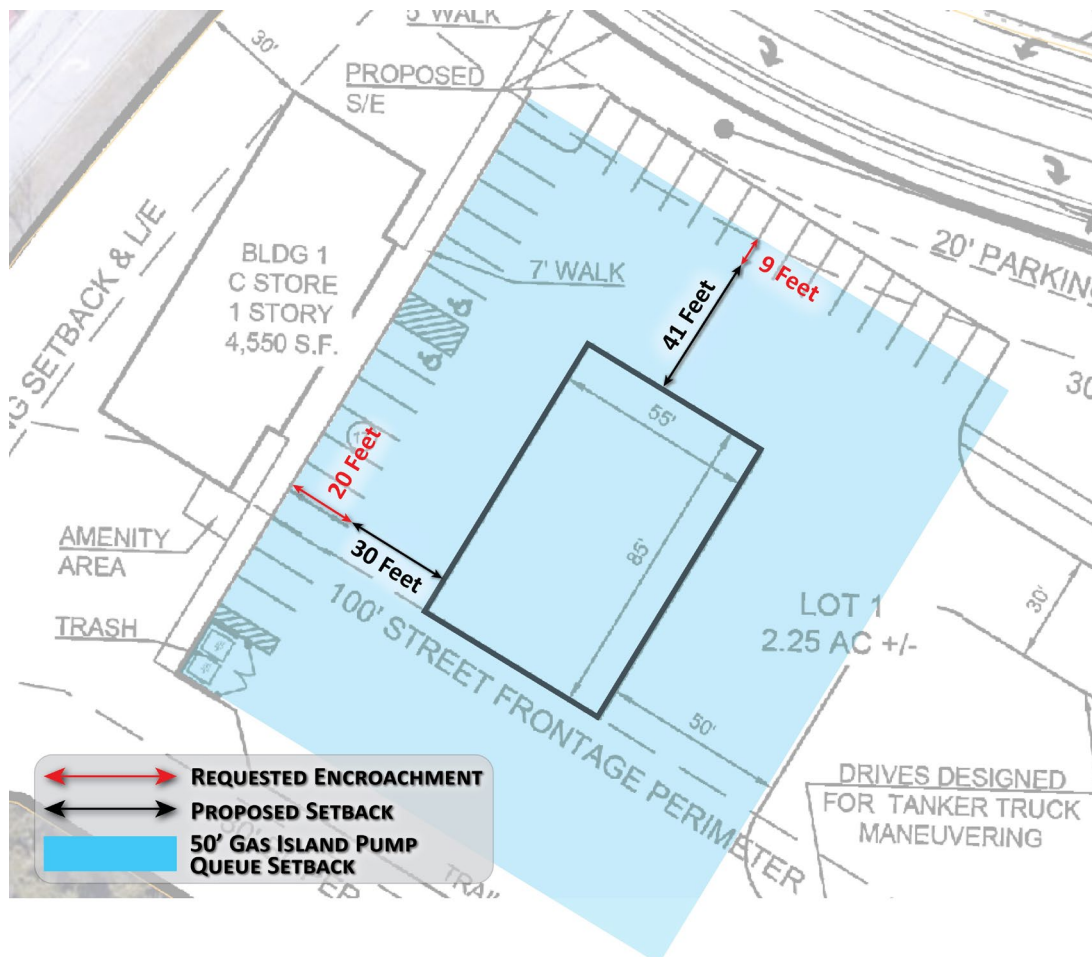 5' WALK
30'
PROPOSED
S/E
20' PARKING
BLDG 1
C STORE
1 STORY
4,550 S.F.
7' WALK
SETBACK & L/E
9 Feet
41 Feet
30
55'
20 Feet
85'
30 Feet
AMENITY
AREA
TRASH
LOT 1
2.25 AC +/-
30'
100' STREET FRONTAGE PERIMETER
50'
DRIVES DESIGNED
FOR TANKER TRUCK
MANEUVERING
REQUESTED ENCROACHMENT
PROPOSED SETBACK
50' GAS ISLAND PUMP
QUEUE SETBACK